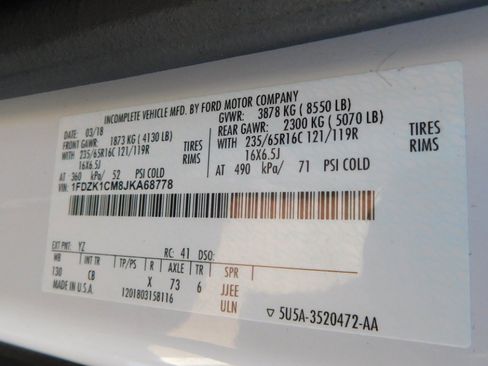 INCOMPLETE VEHICLE MFD. BY FORD MOTOR COMPANY
DATE: 03/18 GVWR: 3878 KG ( 8550 LB)
FRONT GAWR: 1873 KG ( 4130 LB) REAR GAWR: 2300 KG ( 5070 LB)
WITH 235/65R16C 121/119R TIRES WITH 235/65R16C 121/119R TIRES
16X6.5J RIMS 16X6.5J RIMS
AT 360 kPa/ 52 PSI COLD AT 490 kPa/ 71 PSI COLD
1FDZK1CM8JKA68778
EXT PNT: YZ RC: 41 DSO:
WB INT TR TP/PS R AXLE TR SPR
130 CB X 73 6 JJEE
MADE IN U.S.A. 1201803158116 ULN
▽ 5U5A-3520472-AA